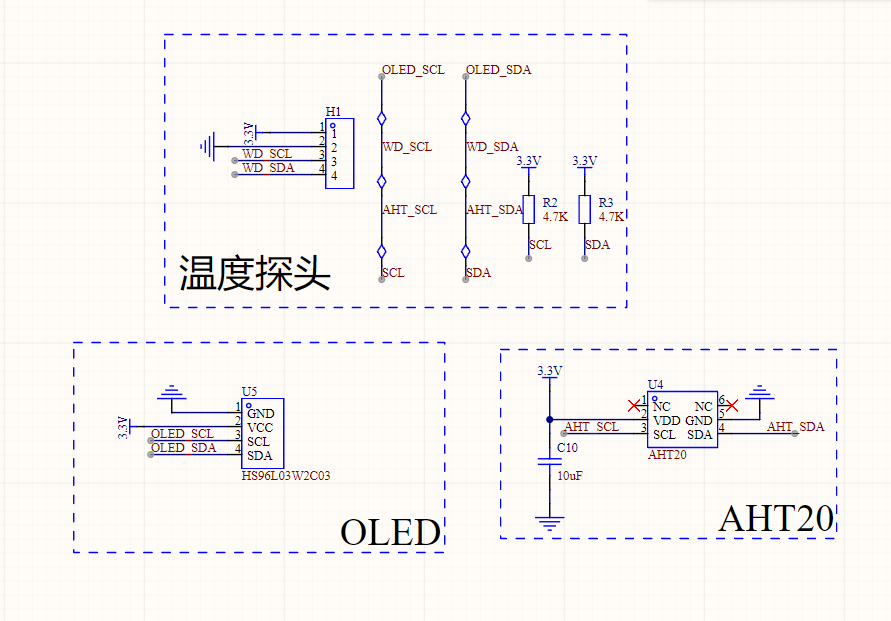 OLED_SCL
OLED_SDA
H1
3.3V
1
1
2
2
WD_SCL
3
3
WD_SDA
4
4
WD_SCL
WD_SDA
3.3V
3.3V
AHT_SCL
AHT_SDA
R2
4.7K
R3
4.7K
SCL
SDA
SCL
SDA
温度探头
U5
3.3V
1
GND
2
VCC
OLED_SCL
3
SCL
OLED_SDA
4
SDA
HS96L03W2C03
OLED
3.3V
U4
1
NC
NC
6
2
VDD
GND
5
AHT_SCL
3
SCL
SDA
4
AHT_SDA
AHT20
C10
10uF
AHT20